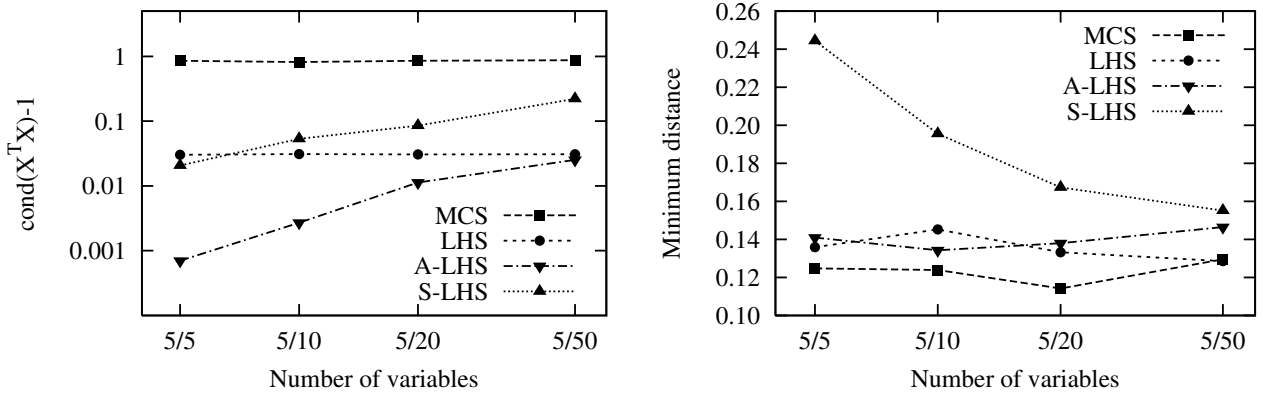 cond(X^T X)-1
1
0.1
0.01
0.001
MCS
LHS
A-LHS
S-LHS
5/5 5/10 5/20 5/50
Number of variables
Minimum distance
0.26
0.24
0.22
0.20
0.18
0.16
0.14
0.12
0.10
MCS
LHS
A-LHS
S-LHS
5/5 5/10 5/20 5/50
Number of variables